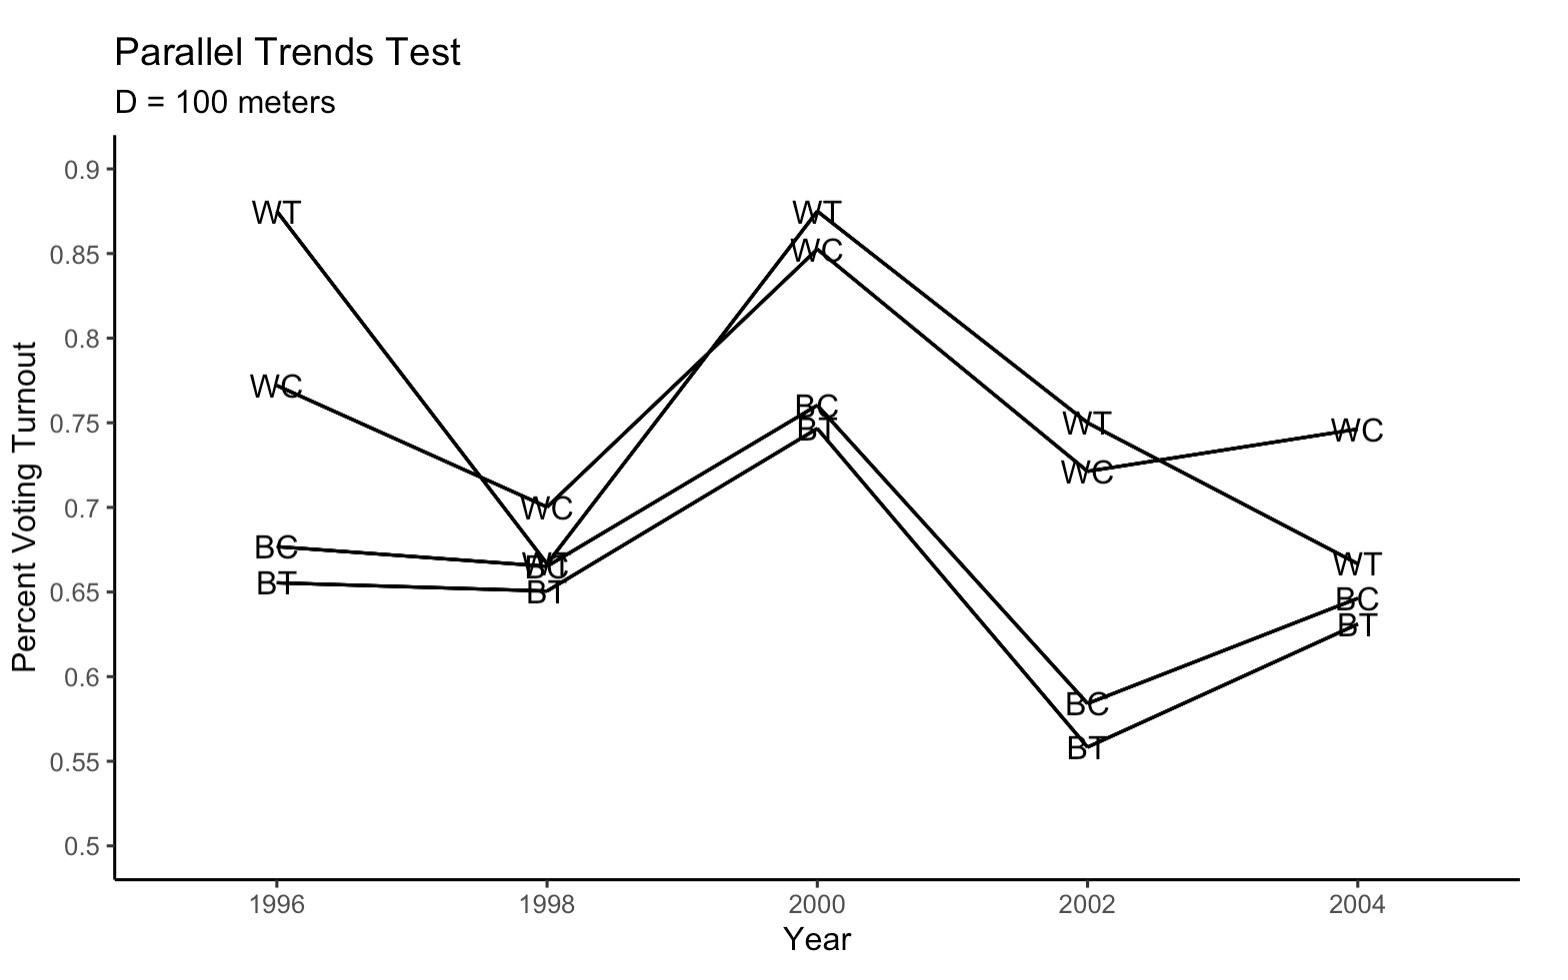 Parallel Trends Test
D = 100 meters
Percent Voting Turnout
0.9
0.85
0.8
0.75
0.7
0.65
0.6
0.55
0.5
WT
WC
BC
BT
WC
WT
BC
BT
WT
WC
BC
BT
WT
WC
BC
BT
WC
WT
BC
BT
1996
1998
2000
2002
2004
Year